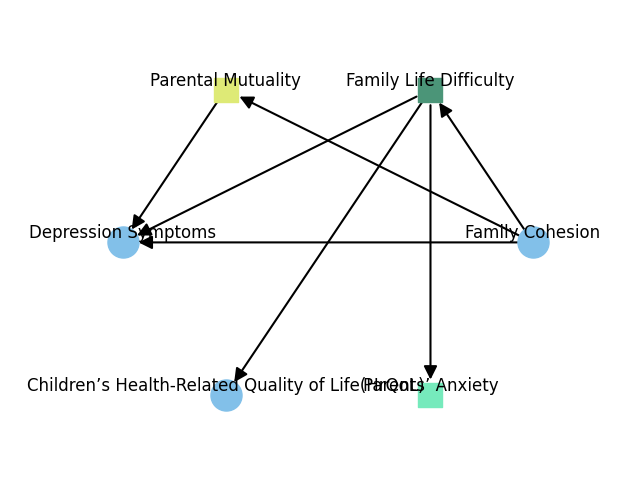 Parental Mutuality
Family Life Difficulty
Depression Symptoms
Family Cohesion
Children’s Health-Related Quality of Life (HrQoL)
Parents’ Anxiety